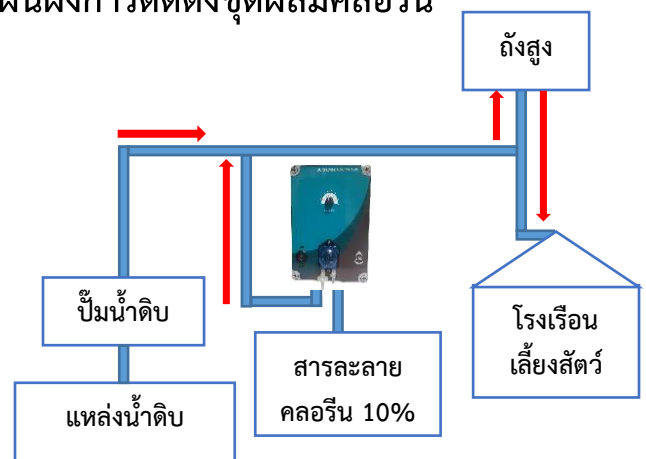 ถังสูง
ปั๊มน้ำดิบ
โรงเรือน
เลี้ยงสัตว์
สารละลาย
คลอรีน 10%
แหล่งน้ำดิบ